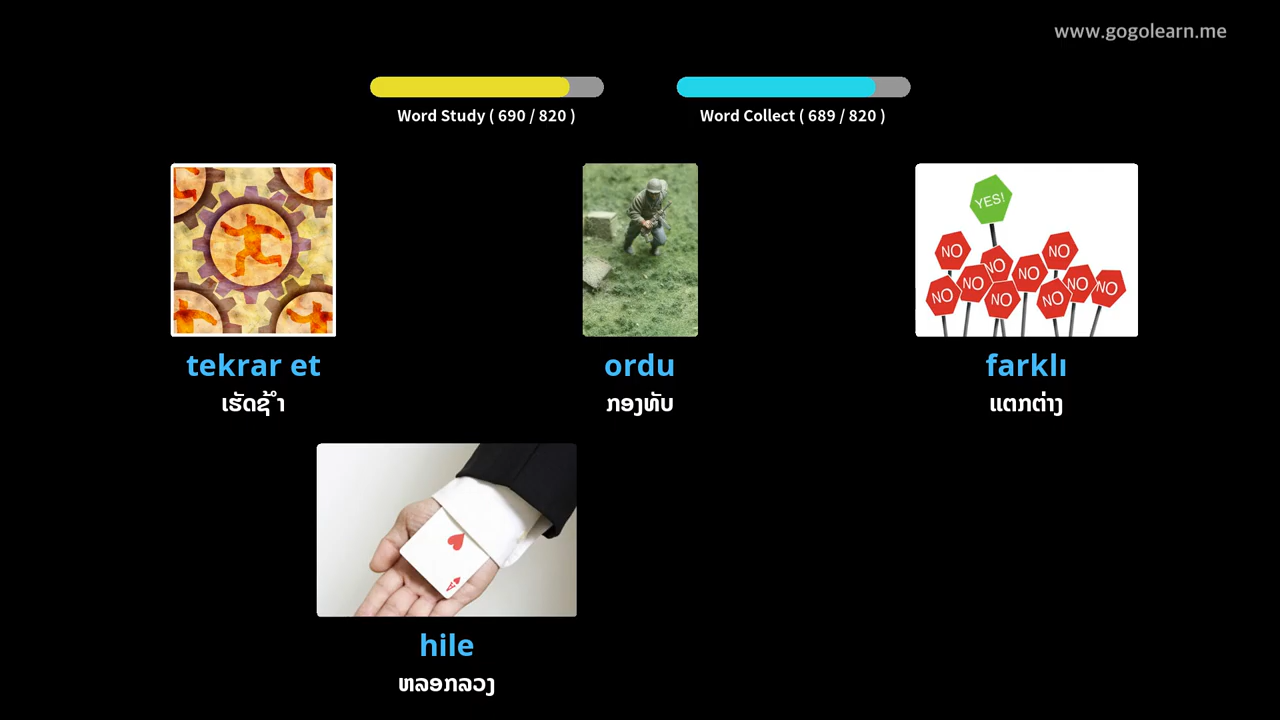 www.gogolearn.me
Word Study ( 690 / 820 )
Word Collect ( 689 / 820 )
YES!
NO
NO
NO
NO
NO
NO
NO
NO
NO
NO
tekrar et
ເຮັດຊ້ຳ
ordu
ກອງທັບ
farklı
ແຕກຕ່າງ
A
hile
ຫລອກລວງ